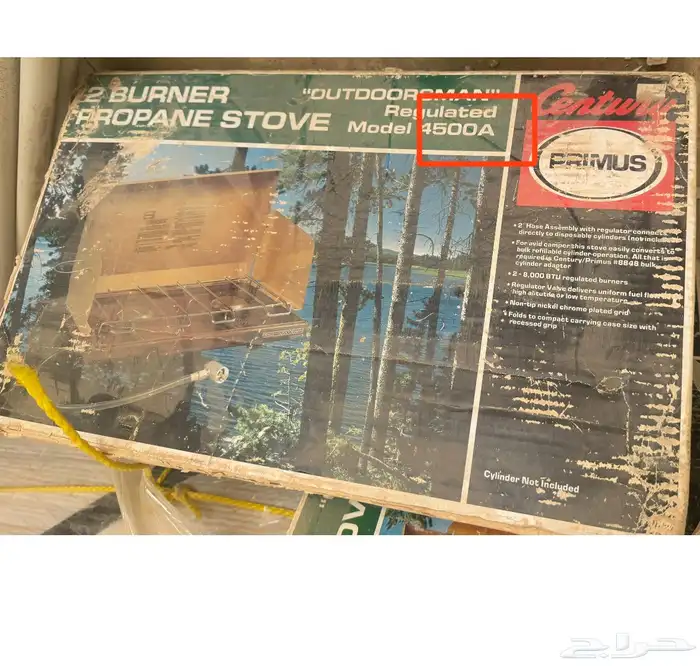 2 BURNER
PROPANE STOVE
"OUTDOORSMAN"
Regulated
Model 4500A
Century
PRIMUS
• 2' Hose Assembly with regulator connects
directly to disposable cylinders (not included)
• For avid camper this stove easily converts to
bulk refillable cylinder operation. All that is
required is Century/Primus #8848 bulk
cylinder adapter
• 2 - 8,000 BTU regulated burners
• Regulator Valve delivers uniform fuel flow at
high altitude or low temperature
• Non-tip nickel chrome plated grid
• Folds to compact carrying case size with
recessed grip
Cylinder Not Included
حراج